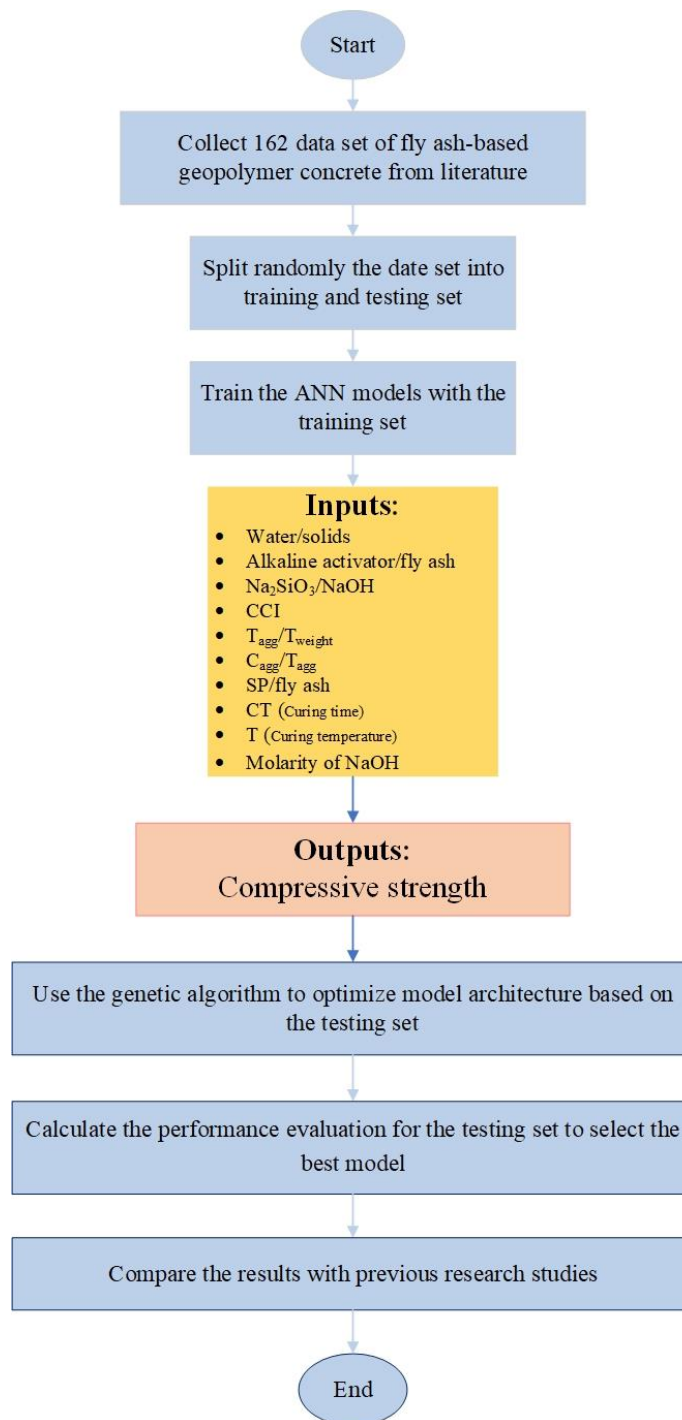 Start
Collect 162 data set of fly ash-based
geopolymer concrete from literature
Split randomly the date set into
training and testing set
Train the ANN models with the
training set
Inputs:
• Water/solids
• Alkaline activator/fly ash
• Na₂SiO₃/NaOH
• CCI
• Tagg/Tweight
• Cagg/Tagg
• SP/fly ash
• CT (Curing time)
• T (Curing temperature)
• Molarity of NaOH
Outputs:
Compressive strength
Use the genetic algorithm to optimize model architecture based on
the testing set
Calculate the performance evaluation for the testing set to select the
best model
Compare the results with previous research studies
End